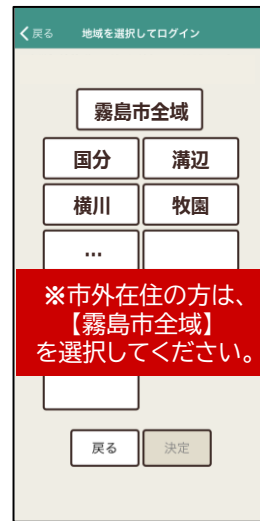 戻る 地域を選択してログイン
霧島市全域
国分 溝辺
横川 牧園
...
※市外在住の方は、
【霧島市全域】
を選択してください。
戻る 決定